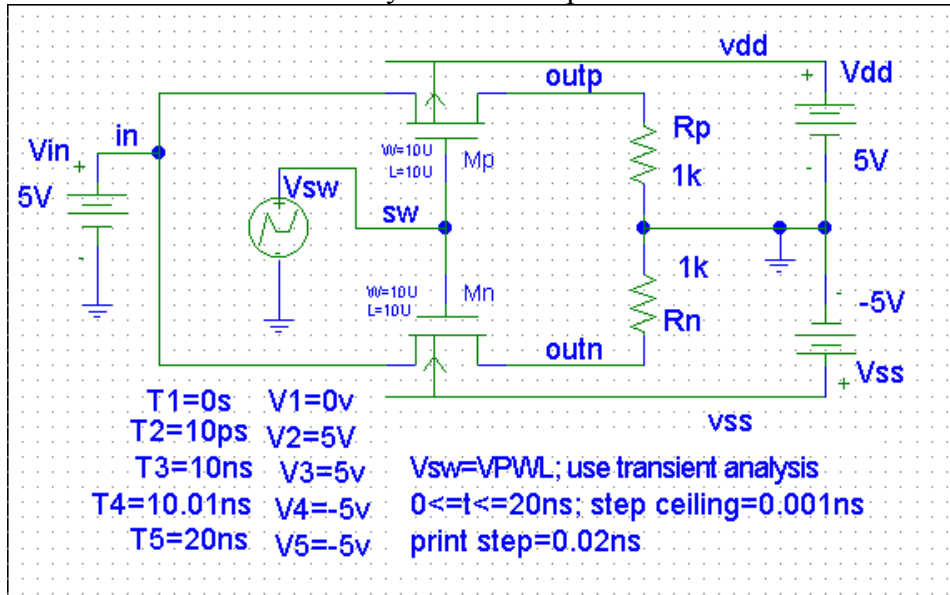 vdd
Vdd
+
outp
Rp
1k
5V
-
in
Vin
+
5V
-
W=10U
L=10U
Mp
Vsw
+
-
sw
1k
Rn
-
-5V
W=10U
L=10U
Mn
outn
+
Vss
vss
T1=0s V1=0v
T2=10ps V2=5V
T3=10ns V3=5v Vsw=VPWL; use transient analysis
T4=10.01ns V4=-5v 0<=t<=20ns; step ceiling=0.001ns
T5=20ns V5=-5v print step=0.02ns